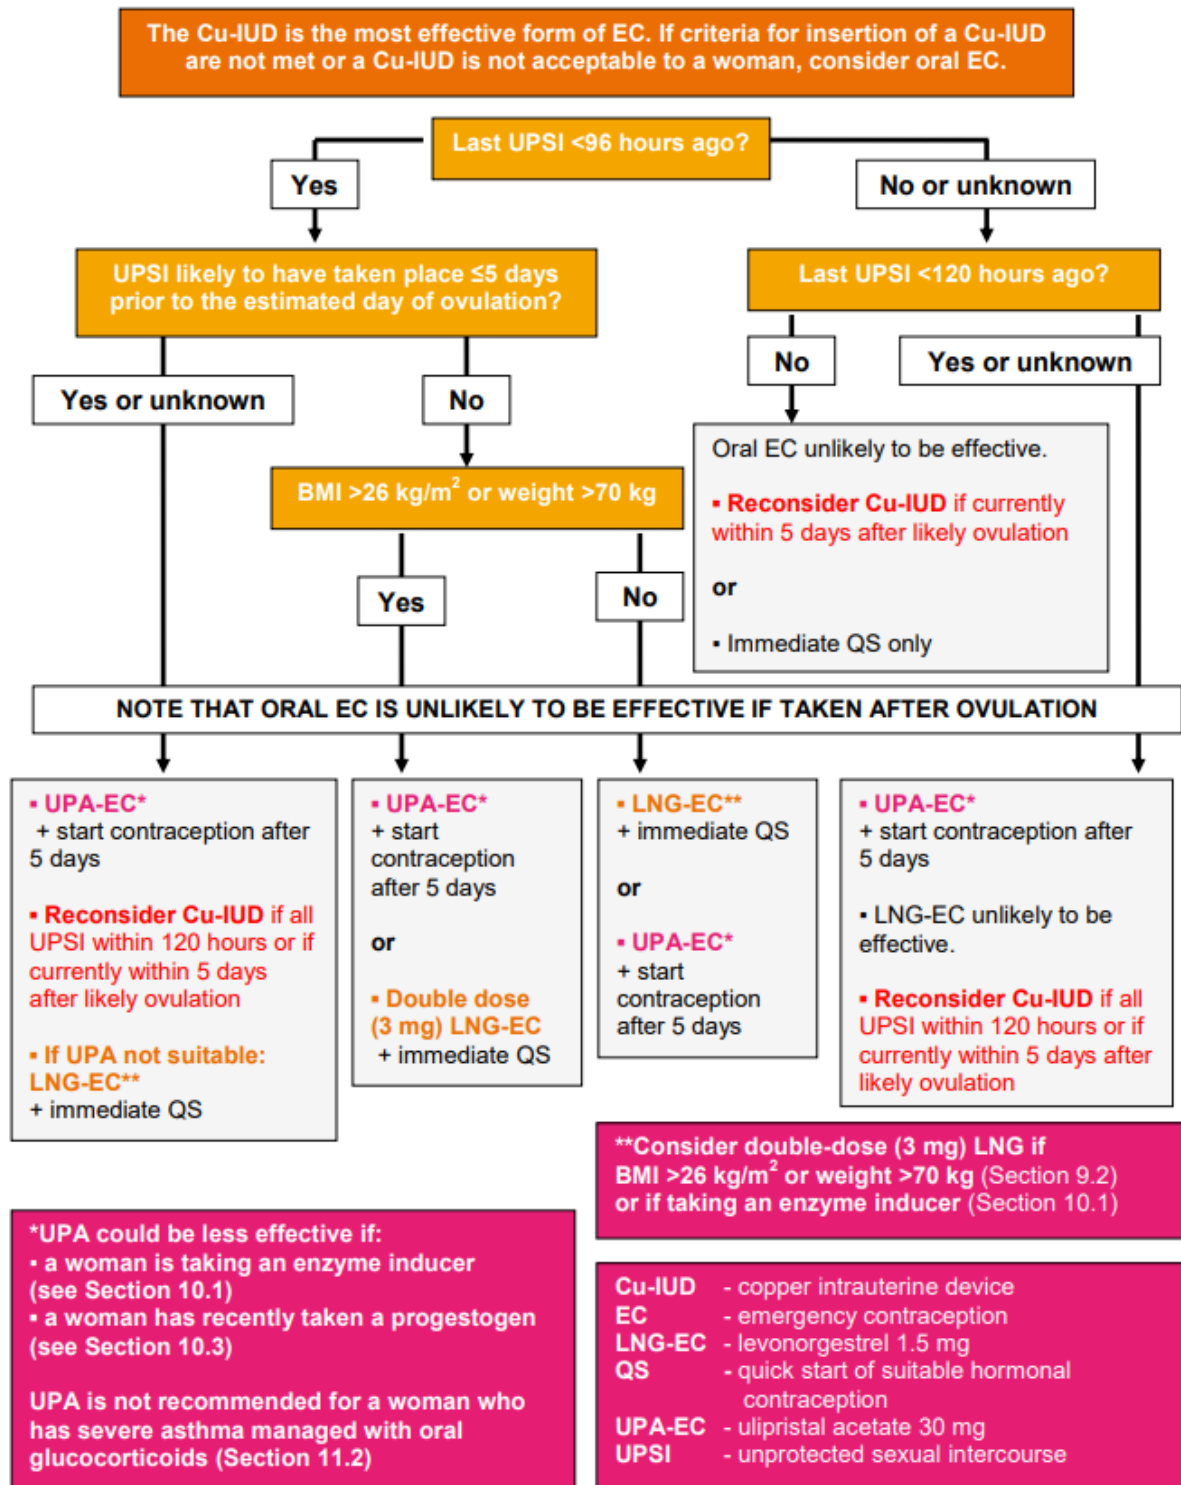 The Cu-IUD is the most effective form of EC. If criteria for insertion of a Cu-IUD
are not met or a Cu-IUD is not acceptable to a woman, consider oral EC.
Last UPSI <96 hours ago?
Yes
No or unknown
UPSI likely to have taken place ≤5 days
prior to the estimated day of ovulation?
Last UPSI <120 hours ago?
Yes or unknown
No
No
Yes or unknown
BMI >26 kg/m² or weight >70 kg
Yes
No
Oral EC unlikely to be effective.
▪ Reconsider Cu-IUD if currently
within 5 days after likely ovulation
or
▪ Immediate QS only
NOTE THAT ORAL EC IS UNLIKELY TO BE EFFECTIVE IF TAKEN AFTER OVULATION
▪ UPA-EC*
+ start contraception after
5 days
▪ Reconsider Cu-IUD if all
UPSI within 120 hours or if
currently within 5 days
after likely ovulation
▪ If UPA not suitable:
LNG-EC**
+ immediate QS
▪ UPA-EC*
+ start
contraception
after 5 days
or
▪ Double dose
(3 mg) LNG-EC
+ immediate QS
▪ LNG-EC**
+ immediate QS
or
▪ UPA-EC*
+ start
contraception
after 5 days
▪ UPA-EC*
+ start contraception after
5 days
▪ LNG-EC unlikely to be
effective.
▪ Reconsider Cu-IUD if all
UPSI within 120 hours or if
currently within 5 days after
likely ovulation
**Consider double-dose (3 mg) LNG if
BMI >26 kg/m² or weight >70 kg (Section 9.2)
or if taking an enzyme inducer (Section 10.1)
*UPA could be less effective if:
▪ a woman is taking an enzyme inducer
(see Section 10.1)
▪ a woman has recently taken a progestogen
(see Section 10.3)
UPA is not recommended for a woman who
has severe asthma managed with oral
glucocorticoids (Section 11.2)
Cu-IUD - copper intrauterine device
EC - emergency contraception
LNG-EC - levonorgestrel 1.5 mg
QS - quick start of suitable hormonal
contraception
UPA-EC - ulipristal acetate 30 mg
UPSI - unprotected sexual intercourse